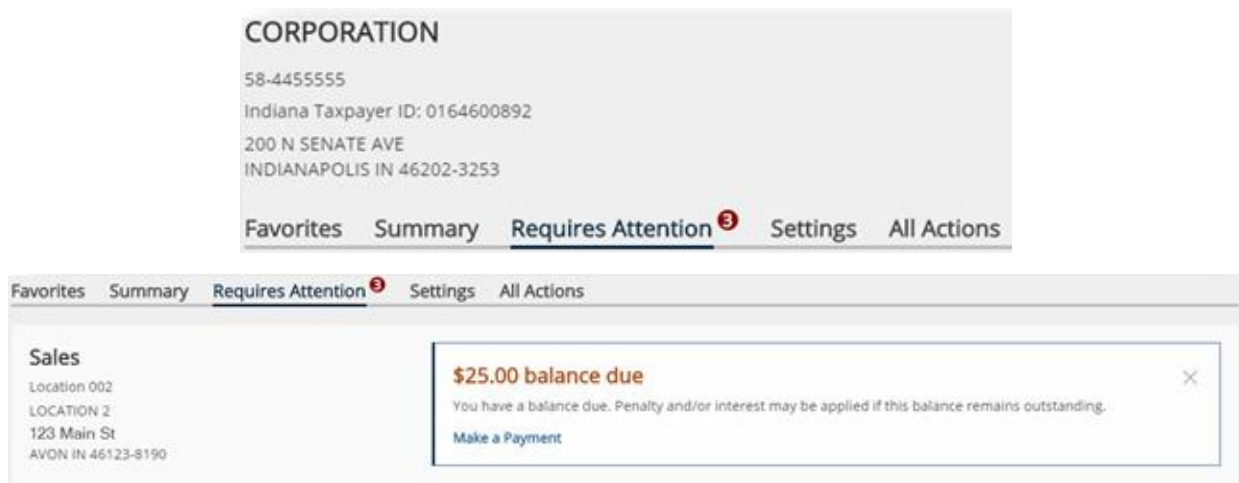 CORPORATION
58-4455555
Indiana Taxpayer ID: 0164600892
200 N SENATE AVE
INDIANAPOLIS IN 46202-3253
Favorites Summary Requires Attention 3 Settings All Actions
Favorites Summary Requires Attention 3 Settings All Actions
Sales
Location 002
LOCATION 2
123 Main St
AVON IN 46123-8190
$25.00 balance due
You have a balance due. Penalty and/or interest may be applied if this balance remains outstanding.
Make a Payment